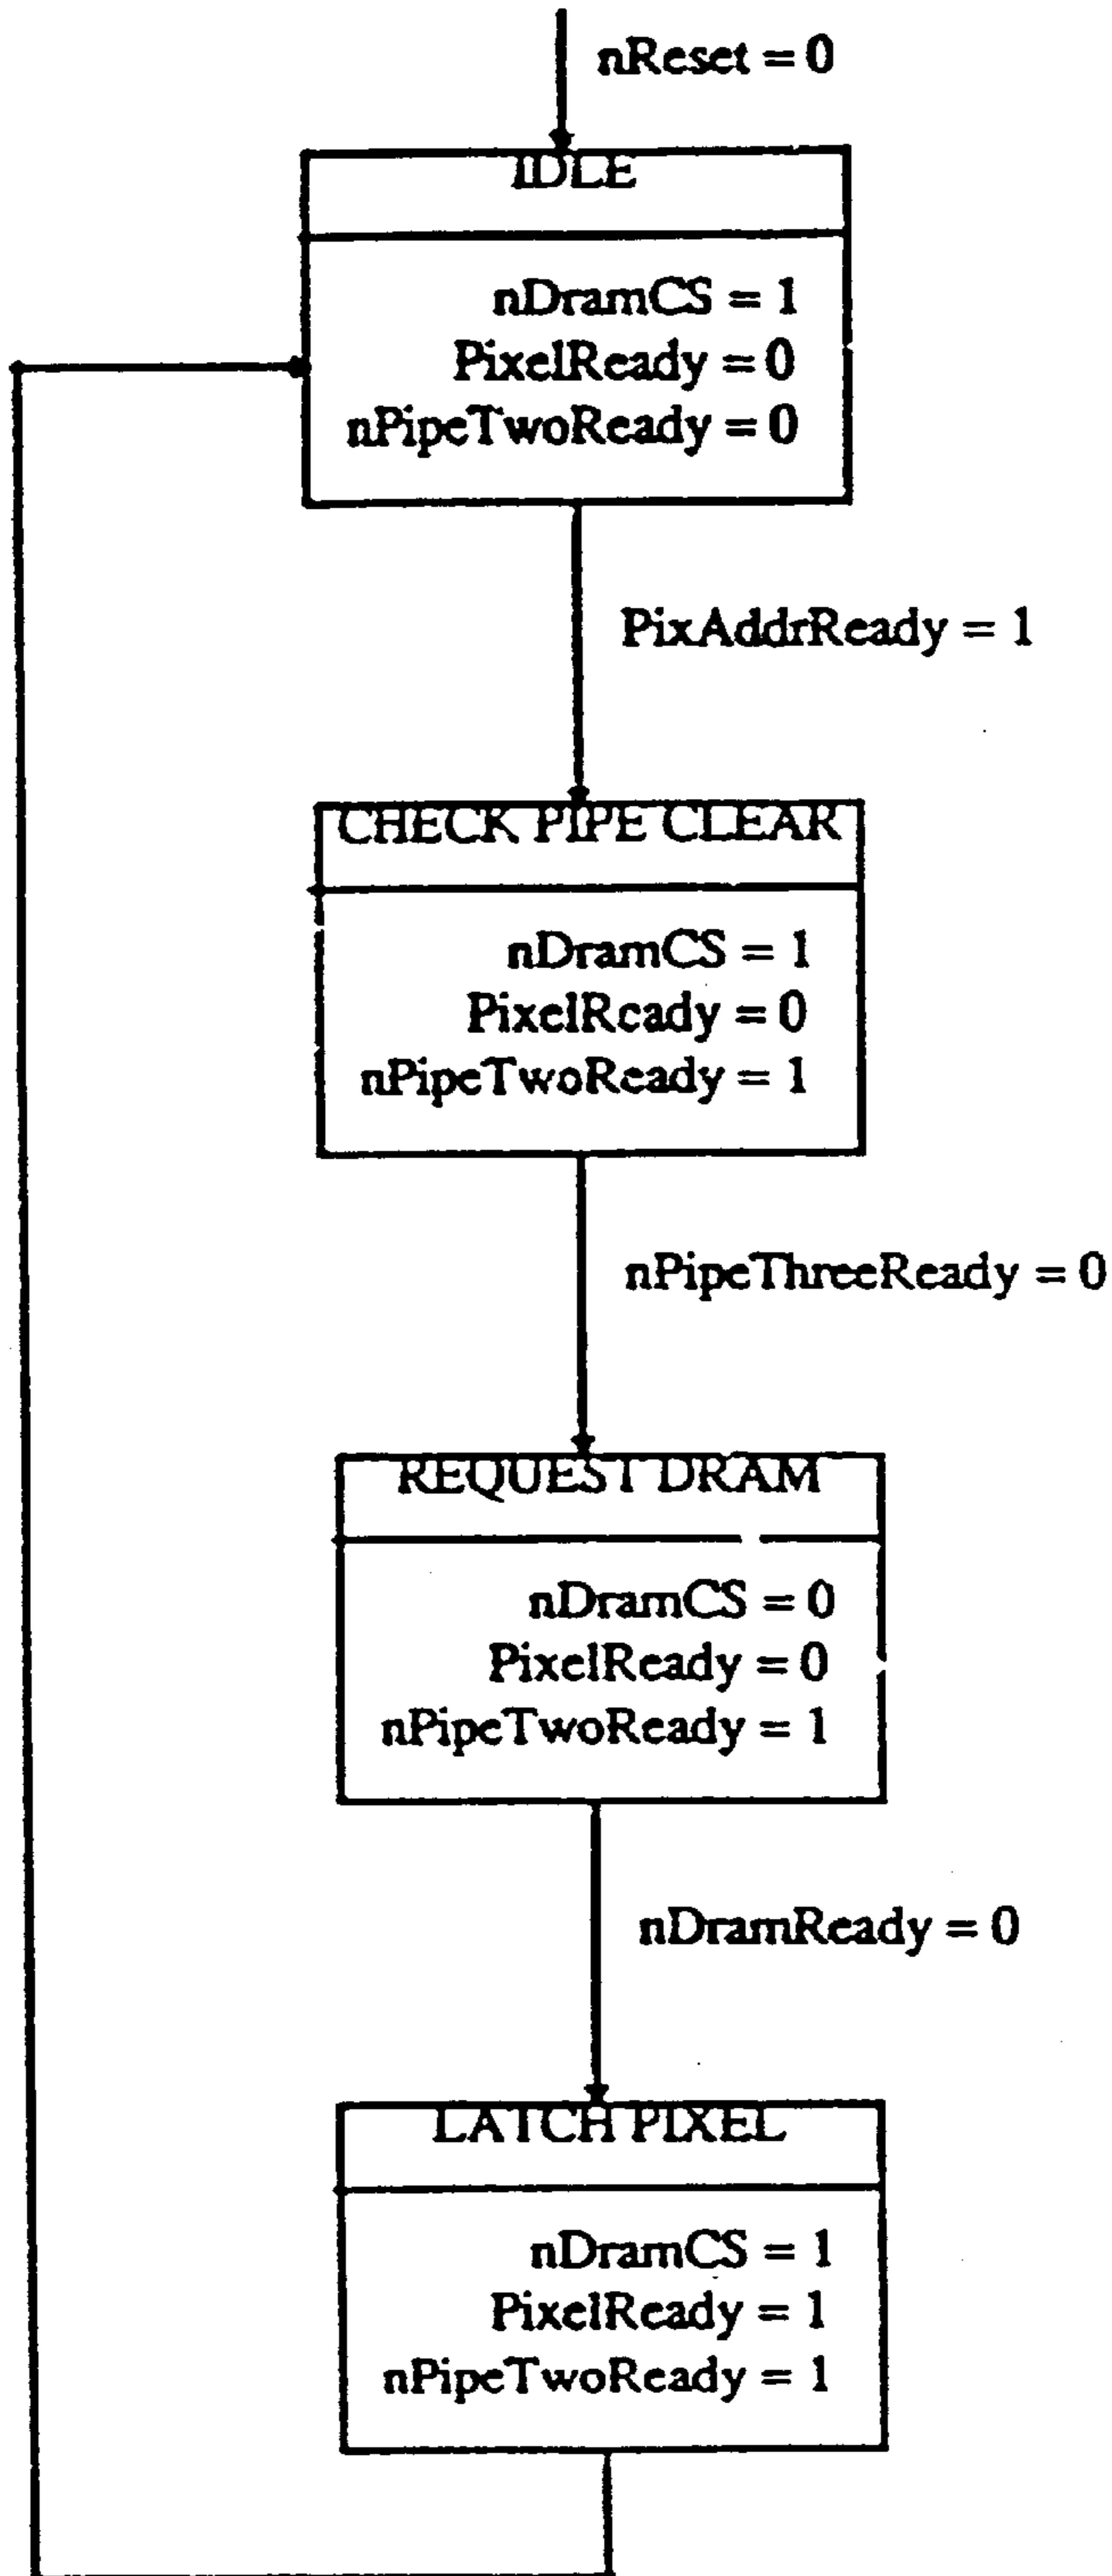 nReset = 0
IDLE
nDramCS = 1
PixelReady = 0
nPipeTwoReady = 0
PixAddrReady = 1
CHECK PIPE CLEAR
nDramCS = 1
PixelReady = 0
nPipeTwoReady = 1
nPipeThreeReady = 0
REQUEST DRAM
nDramCS = 0
PixelReady = 0
nPipeTwoReady = 1
nDramReady = 0
LATCH PIXEL
nDramCS = 1
PixelReady = 1
nPipeTwoReady = 1